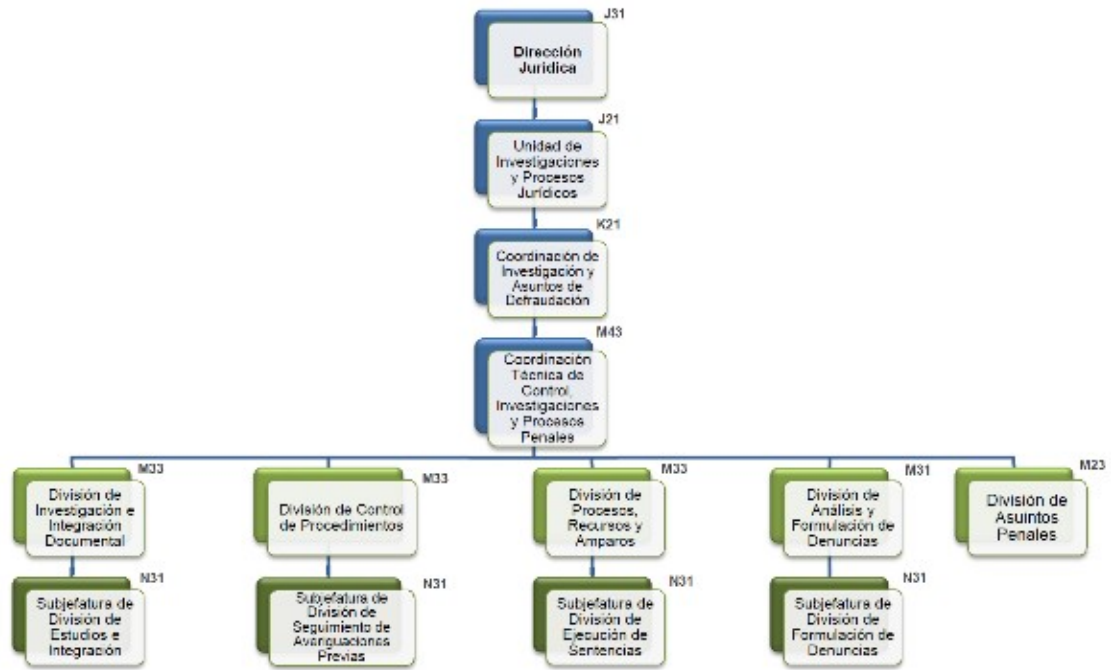 J31
Dirección
Jurídica
J21
Unidad de
Investigaciones
y Procesos
Jurídicos
K21
Coordinación de
Investigación y
Asuntos de
Defraudación
M43
Coordinación
Técnica de
Control,
Investigaciones
y Procesos
Penales
M33
División de
Investigación e
Integración
Documental
M33
División de Control
de Procedimientos
M33
División de
Procesos,
Recursos y
Amparos
M31
División de
Análisis y
Formulación de
Denuncias
M23
División de
Asuntos
Penales
N31
Subjefatura de
División de
Estudios e
Integración
N31
Subjefatura de
División de
Seguimiento de
Averiguaciones
Previas
N31
Subjefatura de
División de
Ejecución de
Sentencias
N31
Subjefatura de
División de
Formulación de
Denuncias